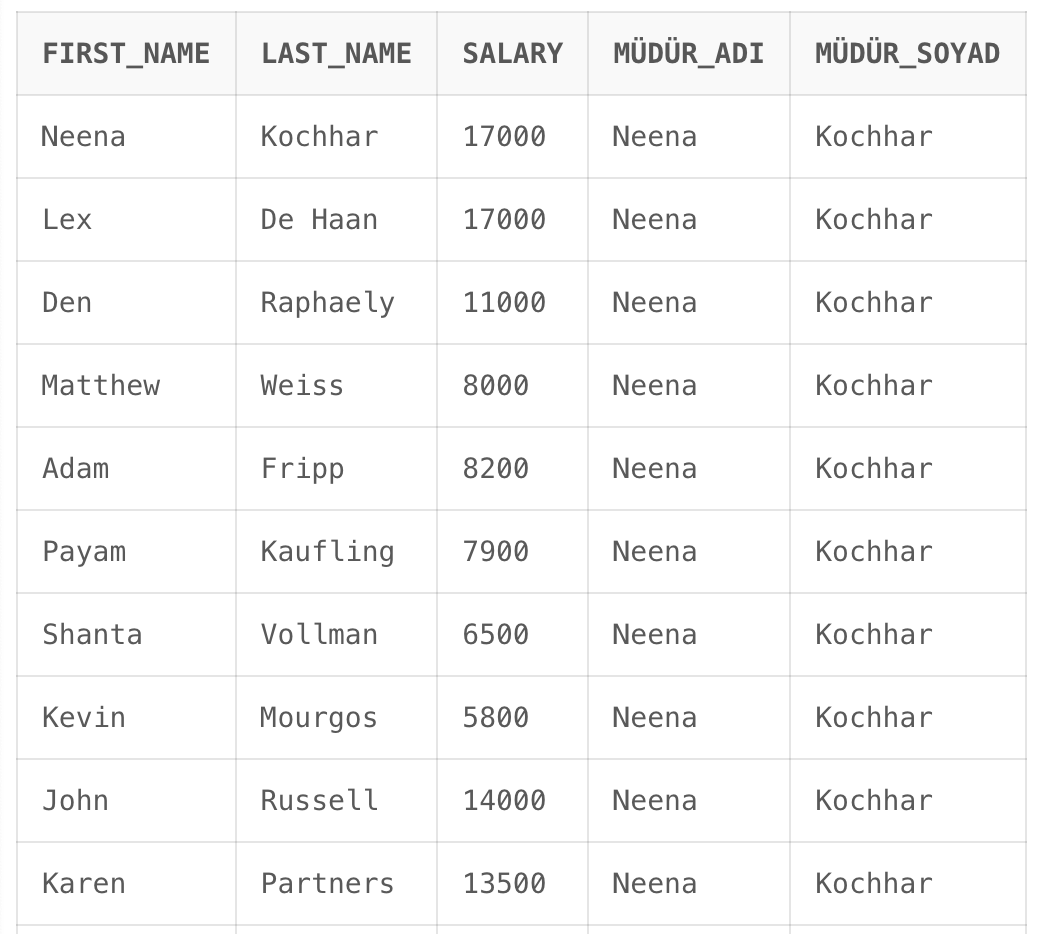 FIRST_NAME LAST_NAME SALARY MÜDÜR_ADI MÜDÜR_SOYAD
Neena Kochhar 17000 Neena Kochhar
Lex De Haan 17000 Neena Kochhar
Den Raphaely 11000 Neena Kochhar
Matthew Weiss 8000 Neena Kochhar
Adam Fripp 8200 Neena Kochhar
Payam Kaufling 7900 Neena Kochhar
Shanta Vollman 6500 Neena Kochhar
Kevin Mourgos 5800 Neena Kochhar
John Russell 14000 Neena Kochhar
Karen Partners 13500 Neena Kochhar